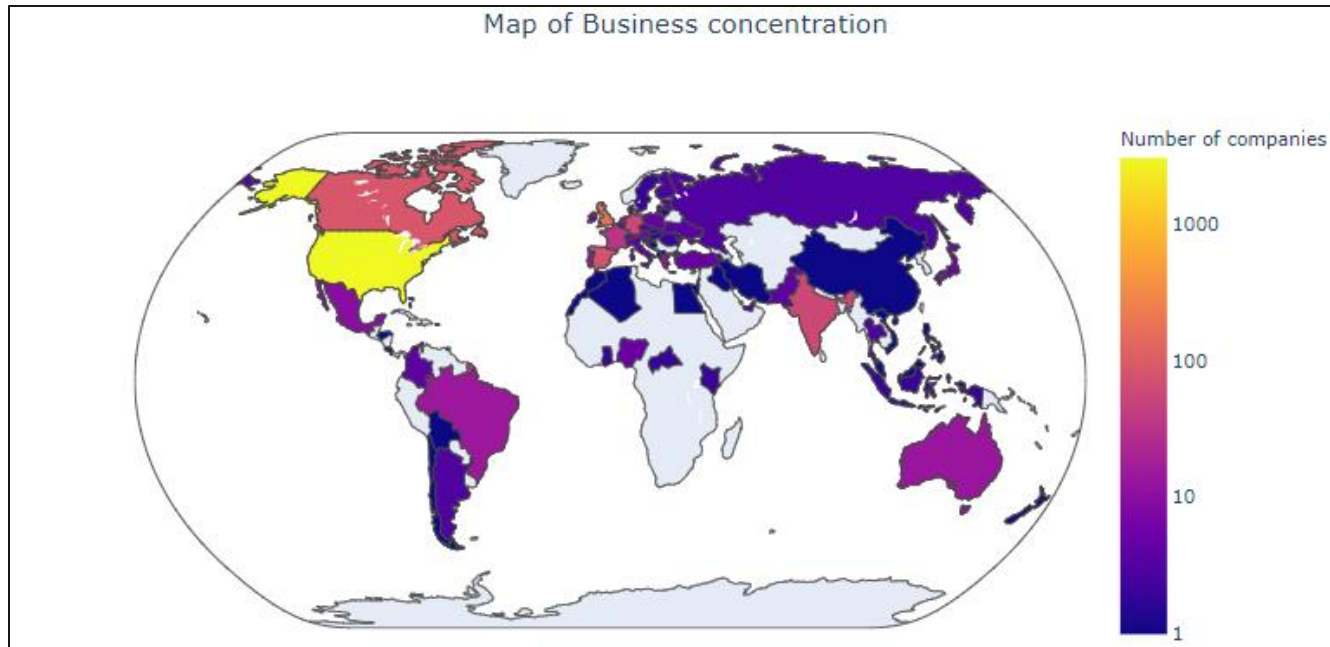 Map of Business concentration
Number of companies
1000
100
10
1